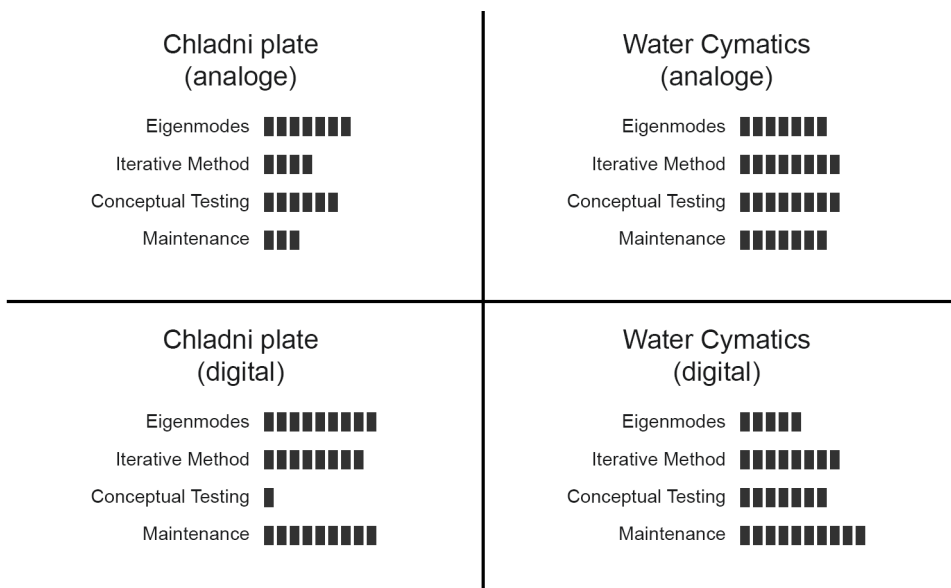 Chladni plate
(analoge)
Eigenmodes
Iterative Method
Conceptual Testing
Maintenance
Water Cymatics
(analoge)
Eigenmodes
Iterative Method
Conceptual Testing
Maintenance
Chladni plate
(digital)
Eigenmodes
Iterative Method
Conceptual Testing
Maintenance
Water Cymatics
(digital)
Eigenmodes
Iterative Method
Conceptual Testing
Maintenance